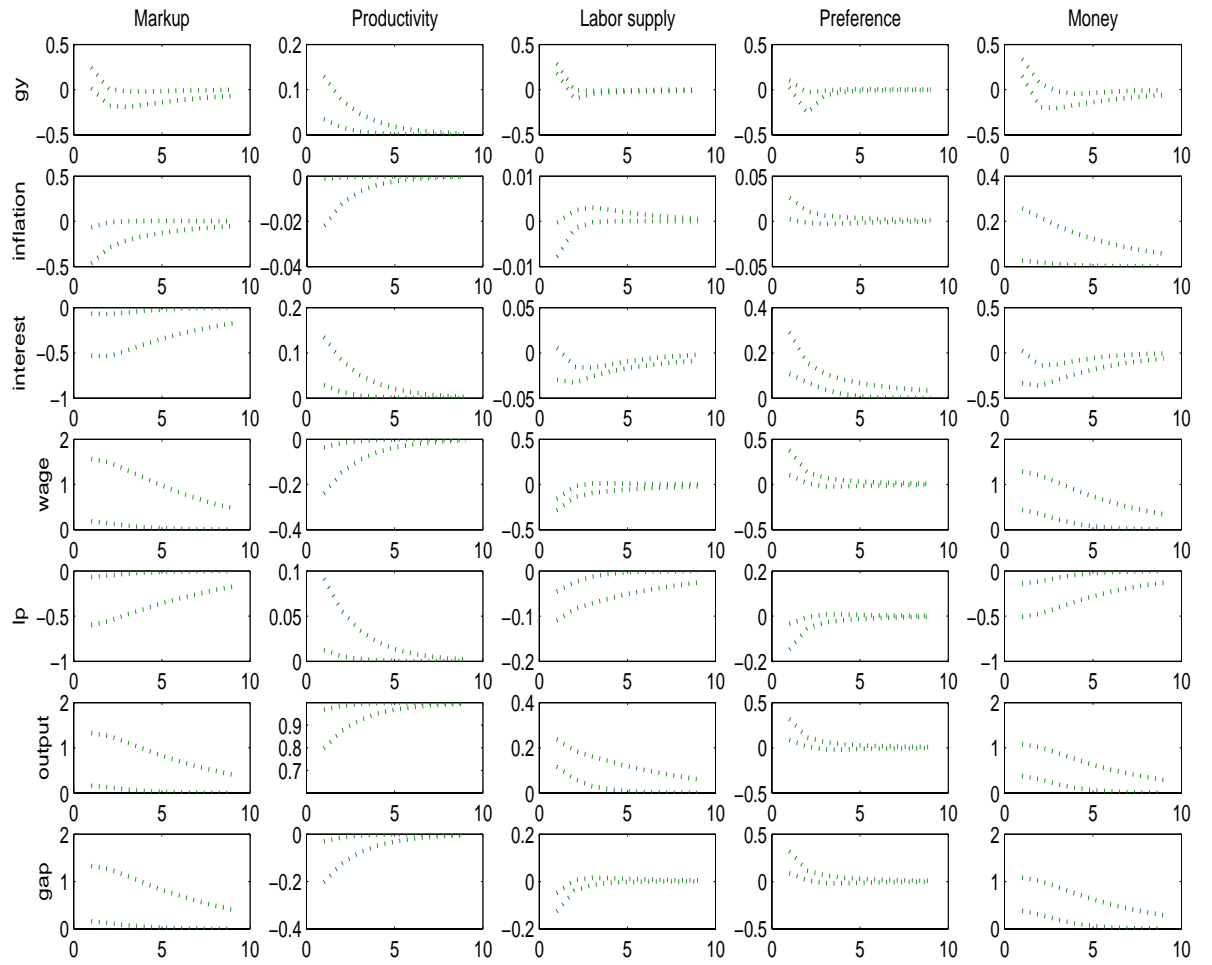 Markup Productivity Labor supply Preference Money
0.5 0.2 0.5 0.5 0.5
gy 0 0.1 0 0 0
−0.5 0 −0.5 −0.5 −0.5
0 5 10 0 5 10 0 5 10 0 5 10 0 5 10
0.5 0 0.01 0.05 0.4
inflation 0 −0.02 0 0 0.2
−0.5 −0.04 −0.01 −0.05 0
0 5 10 0 5 10 0 5 10 0 5 10 0 5 10
0 0.2 0.05 0.4 0.5
interest −0.5 0.1 0 0.2 0
−1 0 −0.05 0 −0.5
0 5 10 0 5 10 0 5 10 0 5 10 0 5 10
2 0 0.5 0.5 2
wage 1 −0.2 0 0 1
0 −0.4 −0.5 −0.5 0
0 5 10 0 5 10 0 5 10 0 5 10 0 5 10
0 0.1 0 0.2 0
lp −0.5 0.05 −0.1 0 −0.5
−1 0 −0.2 −0.2 −1
0 5 10 0 5 10 0 5 10 0 5 10 0 5 10
2 0.9 0.4 0.5 2
output 1 0.8 0.2 0 1
0 0.7 0 −0.5 0
0 5 10 0 5 10 0 5 10 0 5 10 0 5 10
2 0 0.2 0.5 2
gap 1 −0.2 0 0 1
0 −0.4 −0.2 −0.5 0
0 5 10 0 5 10 0 5 10 0 5 10 0 5 10